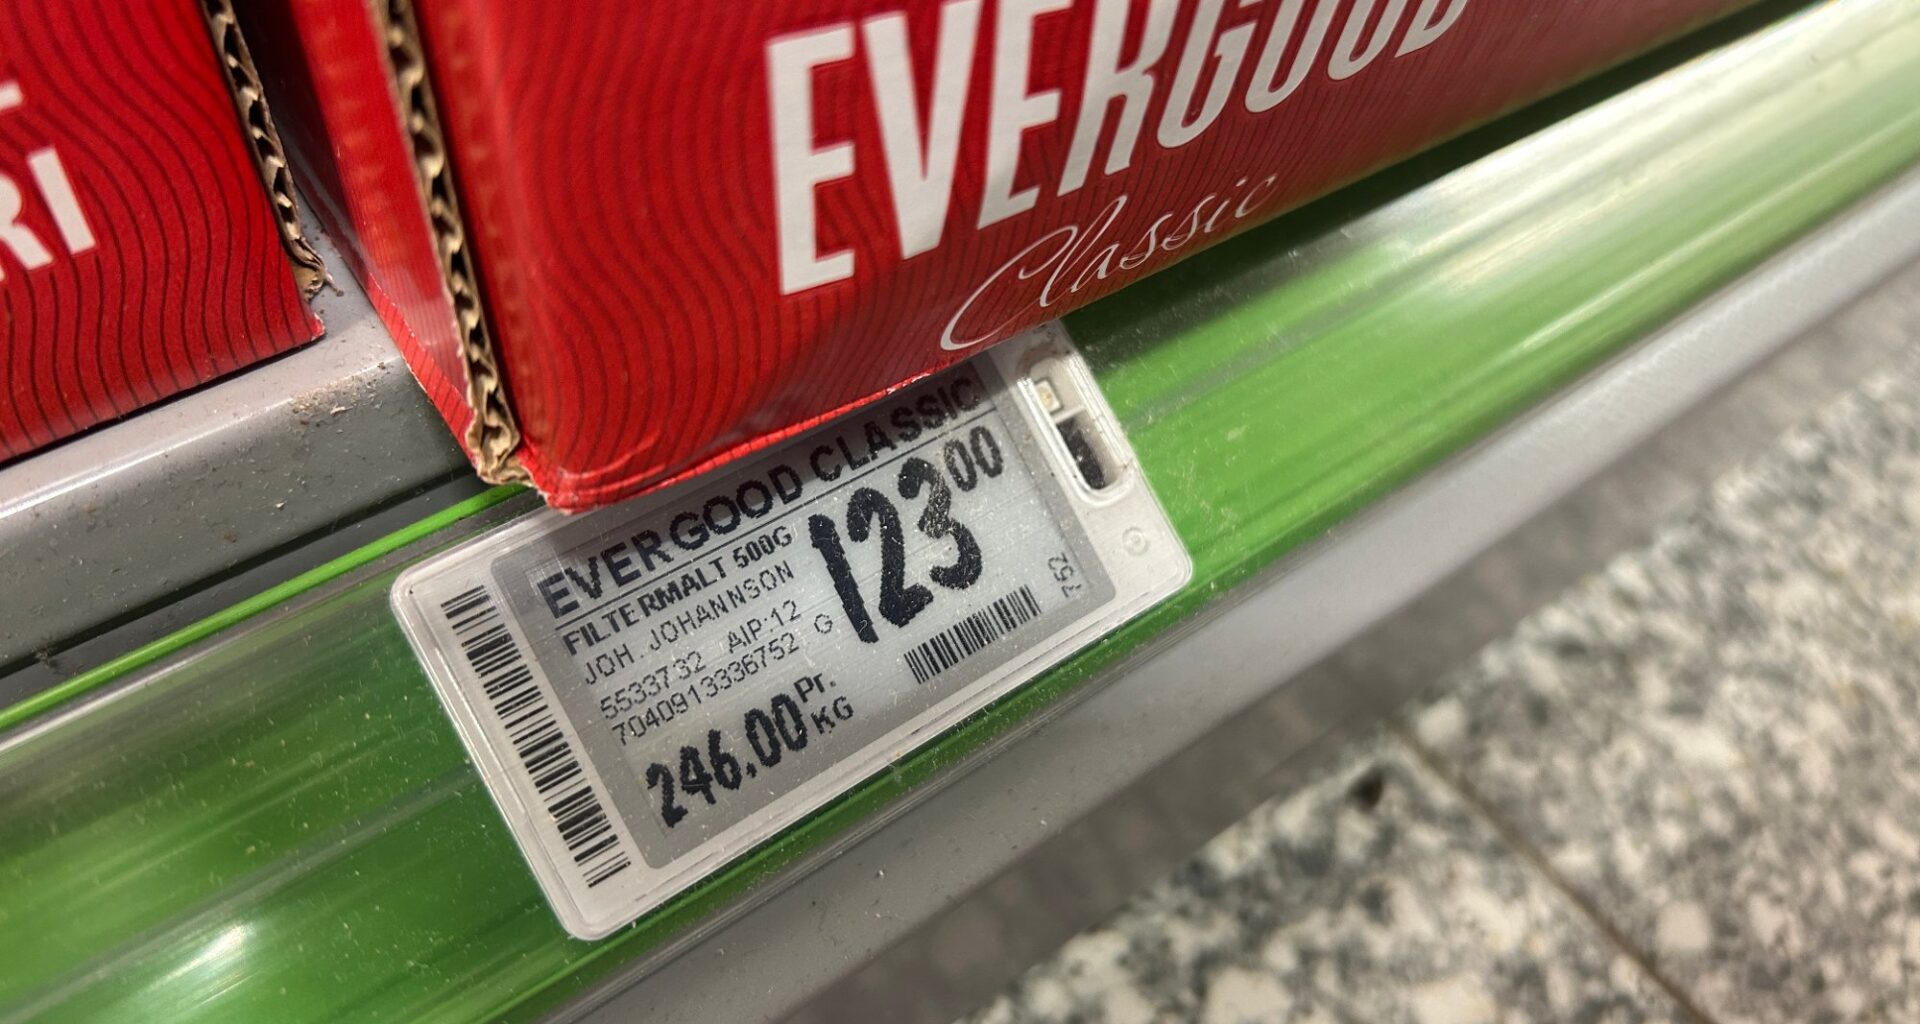 RI
EVERGOOD
Classic
EVERGOOD CLASSIC
FILTERMALT 500G
JOH. JOHANNSON
5533732 AIP:12
7040913336752 G
123 00
752
246.00 Pr. KG